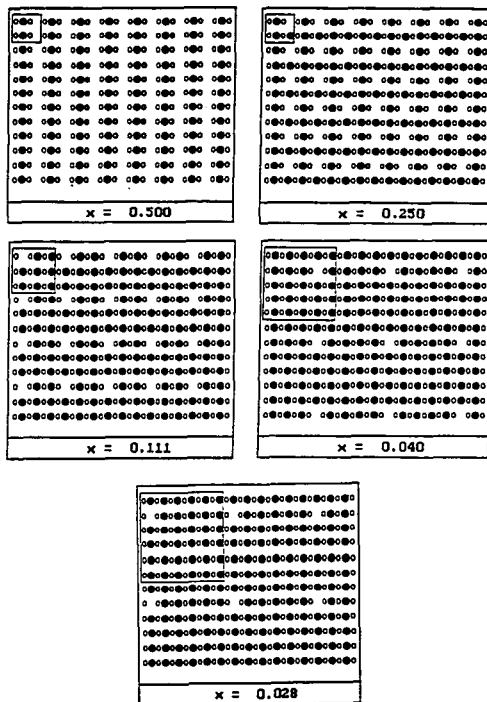 x = 0.500
x = 0.250
x = 0.111
x = 0.040
x = 0.028